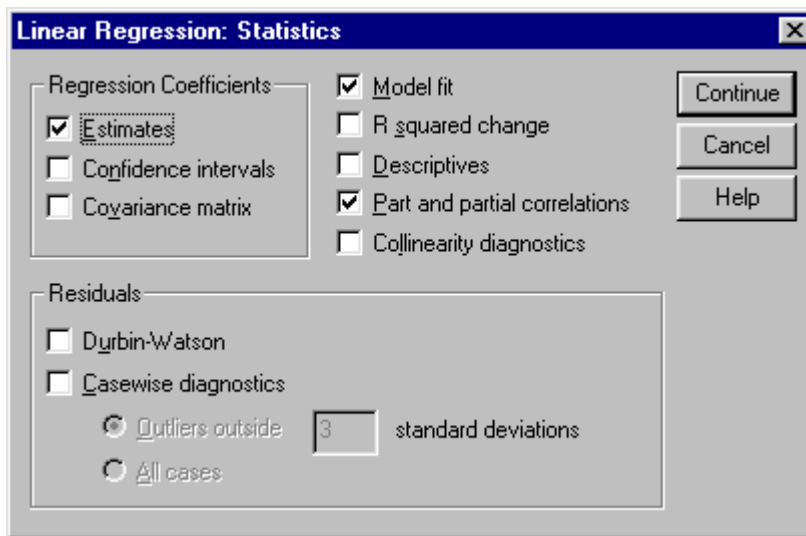 Linear Regression: Statistics
Regression Coefficients
Estimates
Confidence intervals
Covariance matrix
Model fit
R squared change
Descriptives
Part and partial correlations
Collinearity diagnostics
Continue
Cancel
Help
Residuals
Durbin-Watson
Casewise diagnostics
Outliers outside 3 standard deviations
All cases